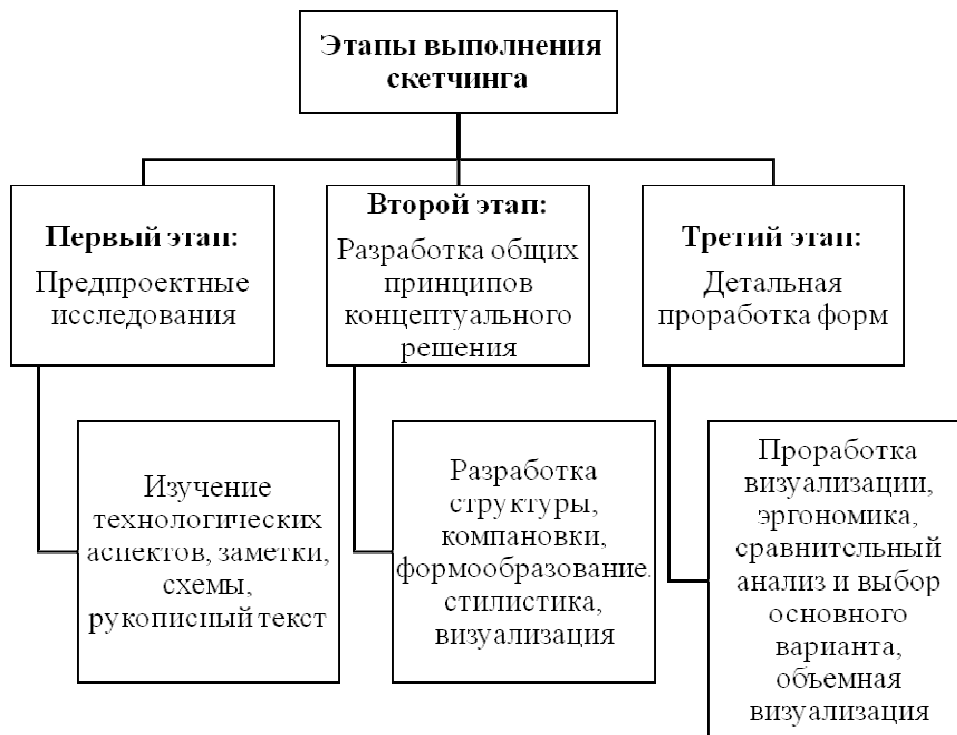 Этапы выполнения
скетчинга
Первый этап:
Предпроектные
исследования
Второй этап:
Разработка общих
принципов
концептуального
решения
Третий этап:
Детальная
проработка форм
Изучение
технологических
аспектов, заметки,
схемы,
рукописный текст
Разработка
структуры,
компановки,
формообразование.
стилистика,
визуализация
Проработка
визуализации,
эргономика,
сравнительный
анализ и выбор
основного
варианта,
объемная
визуализация